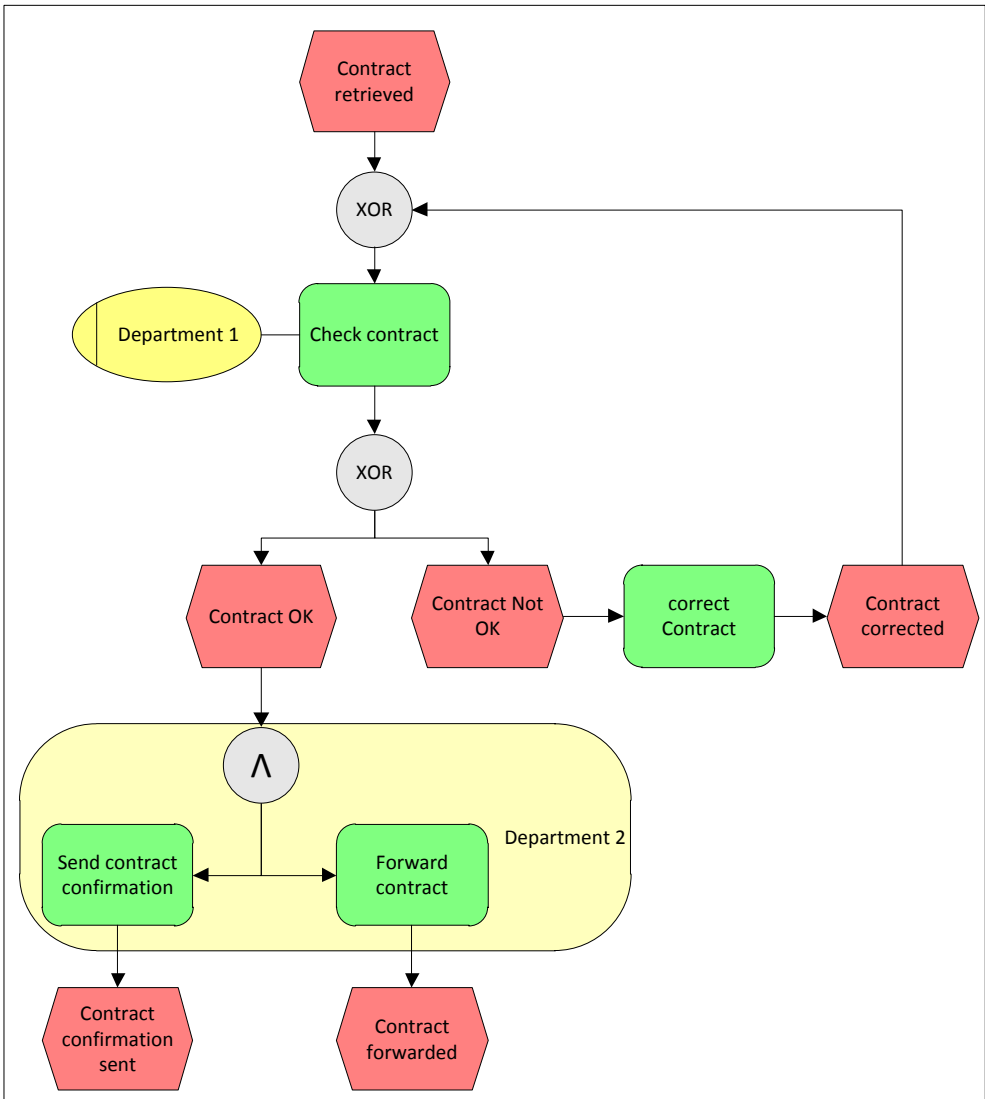 Contract
retrieved
XOR
Department 1
Check contract
XOR
Contract OK
Contract Not
OK
correct
Contract
Contract
corrected
Λ
Department 2
Send contract
confirmation
Forward
contract
Contract
confirmation
sent
Contract
forwarded